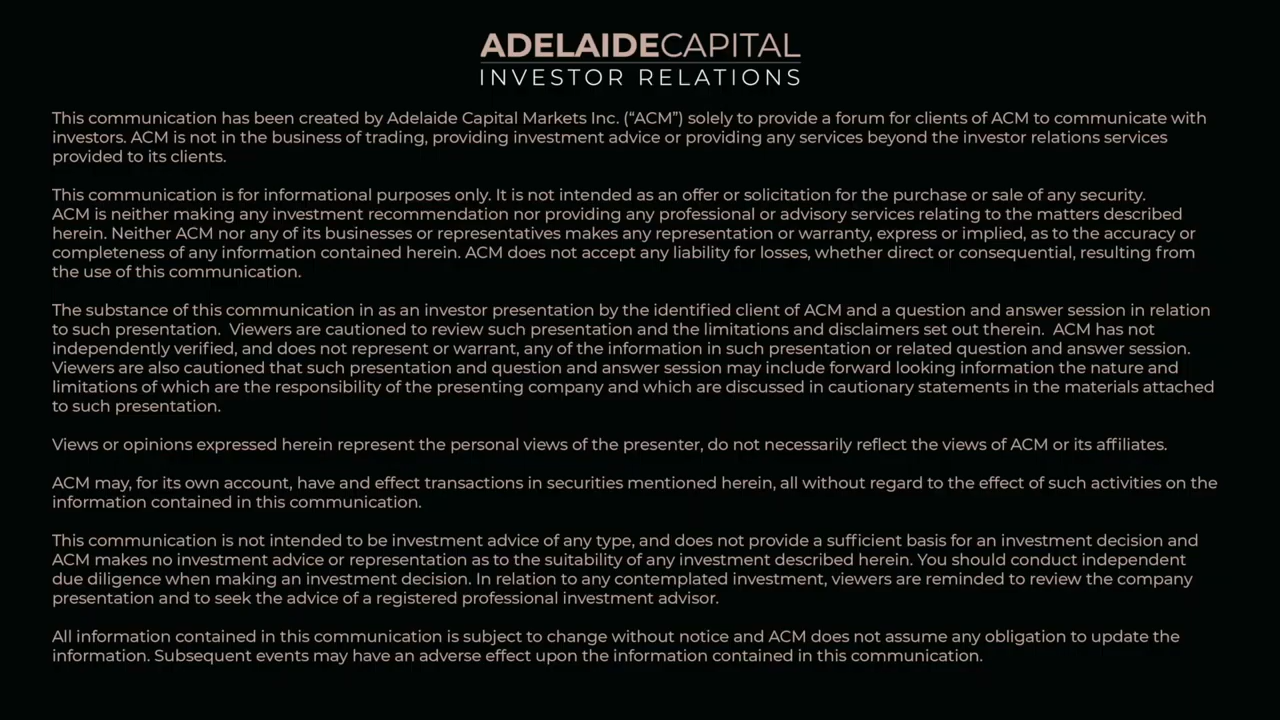 ADELAIDECAPITAL
INVESTOR RELATIONS
This communication has been created by Adelaide Capital Markets Inc. (“ACM”) solely to provide a forum for clients of ACM to communicate with
investors. ACM is not in the business of trading, providing investment advice or providing any services beyond the investor relations services
provided to its clients.
This communication is for informational purposes only. It is not intended as an offer or solicitation for the purchase or sale of any security.
ACM is neither making any investment recommendation nor providing any professional or advisory services relating to the matters described
herein. Neither ACM nor any of its businesses or representatives makes any representation or warranty, express or implied, as to the accuracy or
completeness of any information contained herein. ACM does not accept any liability for losses, whether direct or consequential, resulting from
the use of this communication.
The substance of this communication in as an investor presentation by the identified client of ACM and a question and answer session in relation
to such presentation.  Viewers are cautioned to review such presentation and the limitations and disclaimers set out therein.  ACM has not
independently verified, and does not represent or warrant, any of the information in such presentation or related question and answer session.
Viewers are also cautioned that such presentation and question and answer session may include forward looking information the nature and
limitations of which are the responsibility of the presenting company and which are discussed in cautionary statements in the materials attached
to such presentation.
Views or opinions expressed herein represent the personal views of the presenter, do not necessarily reflect the views of ACM or its affiliates.
ACM may, for its own account, have and effect transactions in securities mentioned herein, all without regard to the effect of such activities on the
information contained in this communication.
This communication is not intended to be investment advice of any type, and does not provide a sufficient basis for an investment decision and
ACM makes no investment advice or representation as to the suitability of any investment described herein. You should conduct independent
due diligence when making an investment decision. In relation to any contemplated investment, viewers are reminded to review the company
presentation and to seek the advice of a registered professional investment advisor.
All information contained in this communication is subject to change without notice and ACM does not assume any obligation to update the
information. Subsequent events may have an adverse effect upon the information contained in this communication.